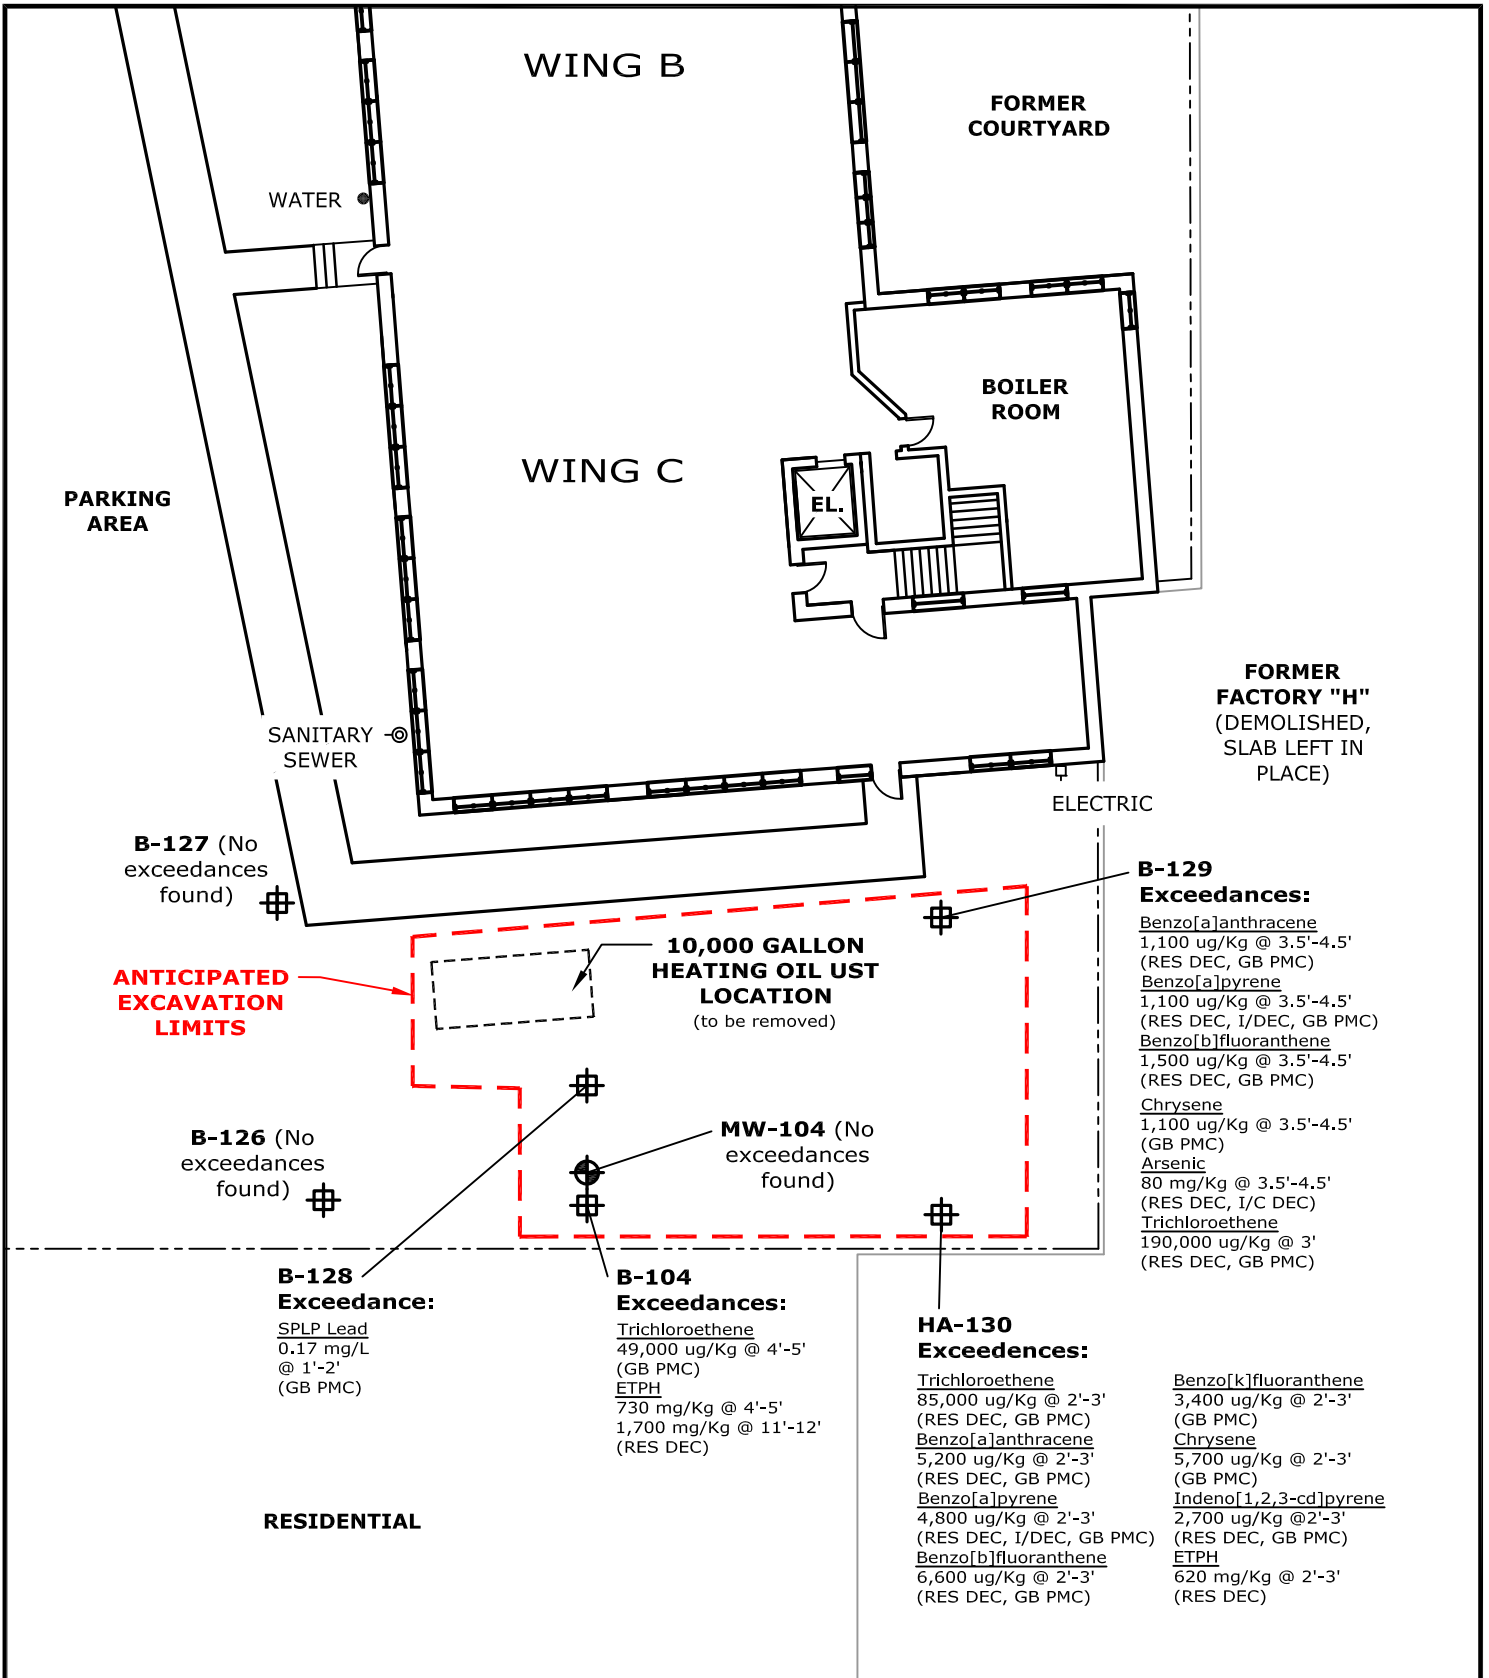 WING B
FORMER
COURTYARD
WATER
BOILER
ROOM
WING C
EL.
PARKING
AREA
FORMER
FACTORY "H"
(DEMOLISHED,
SLAB LEFT IN
PLACE)
SANITARY
SEWER
ELECTRIC
B-127 (No
exceedances
found)
ANTICIPATED
EXCAVATION
LIMITS
10,000 GALLON
HEATING OIL UST
LOCATION
(to be removed)
B-129
Exceedances:
Benzo[a]anthracene
1,100 ug/Kg @ 3.5'-4.5'
(RES DEC, GB PMC)
Benzo[a]pyrene
1,100 ug/Kg @ 3.5'-4.5'
(RES DEC, I/DEC, GB PMC)
Benzo[b]fluoranthene
1,500 ug/Kg @ 3.5'-4.5'
(RES DEC, GB PMC)
Chrysene
1,100 ug/Kg @ 3.5'-4.5'
(GB PMC)
Arsenic
80 mg/Kg @ 3.5'-4.5'
(RES DEC, I/C DEC)
Trichloroethene
190,000 ug/Kg @ 3'
(RES DEC, GB PMC)
B-126 (No
exceedances
found)
MW-104 (No
exceedances
found)
B-128
Exceedance:
SPLP Lead
0.17 mg/L
@ 1'-2'
(GB PMC)
B-104
Exceedances:
Trichloroethene
49,000 ug/Kg @ 4'-5'
(GB PMC)
ETPH
730 mg/Kg @ 4'-5'
1,700 mg/Kg @ 11'-12'
(RES DEC)
HA-130
Exceedences:
Trichloroethene
85,000 ug/Kg @ 2'-3'
(RES DEC, GB PMC)
Benzo[a]anthracene
5,200 ug/Kg @ 2'-3'
(RES DEC, GB PMC)
Benzo[a]pyrene
4,800 ug/Kg @ 2'-3'
(RES DEC, I/DEC, GB PMC)
Benzo[b]fluoranthene
6,600 ug/Kg @ 2'-3'
(RES DEC, GB PMC)
Benzo[k]fluoranthene
3,400 ug/Kg @ 2'-3'
(GB PMC)
Chrysene
5,700 ug/Kg @ 2'-3'
(GB PMC)
Indeno[1,2,3-cd]pyrene
2,700 ug/Kg @2'-3'
(RES DEC, GB PMC)
ETPH
620 mg/Kg @ 2'-3'
(RES DEC)
RESIDENTIAL